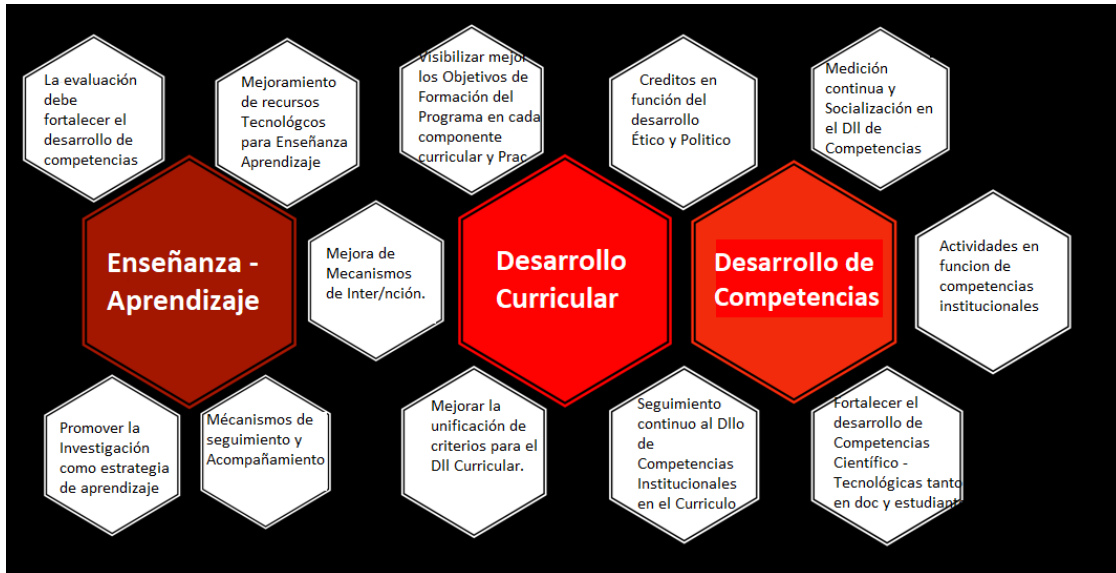 La evaluación
debe
fortalecer el
desarrollo de
competencias
Mejoramiento
de recursos
Tecnológcos
para Enseñanza
Aprendizaje
Visibilizar mejor
los Objetivos de
Formación del
Programa en cada
componente
curricular y Prac
Creditos en
función del
desarrollo
Ético y Politico
Medición
continua y
Socialización en
el Dll de
Competencias
Enseñanza -
Aprendizaje
Mejora de
Mecanismos
de Inter/nción.
Desarrollo
Curricular
Desarrollo de
Competencias
Actividades en
funcion de
competencias
institucionales
Promover la
Investigación
como estrategia
de aprendizaje
Mécanismos de
seguimiento y
Acompañamiento
Mejorar la
unificación de
criterios para el
Dll Curricular.
Seguimiento
continuo al Dllo
de
Competencias
Institucionales
en el Curriculo
Fortalecer el
desarrollo de
Competencias
Científico -
Tecnológicas tanto
en doc y estudiant